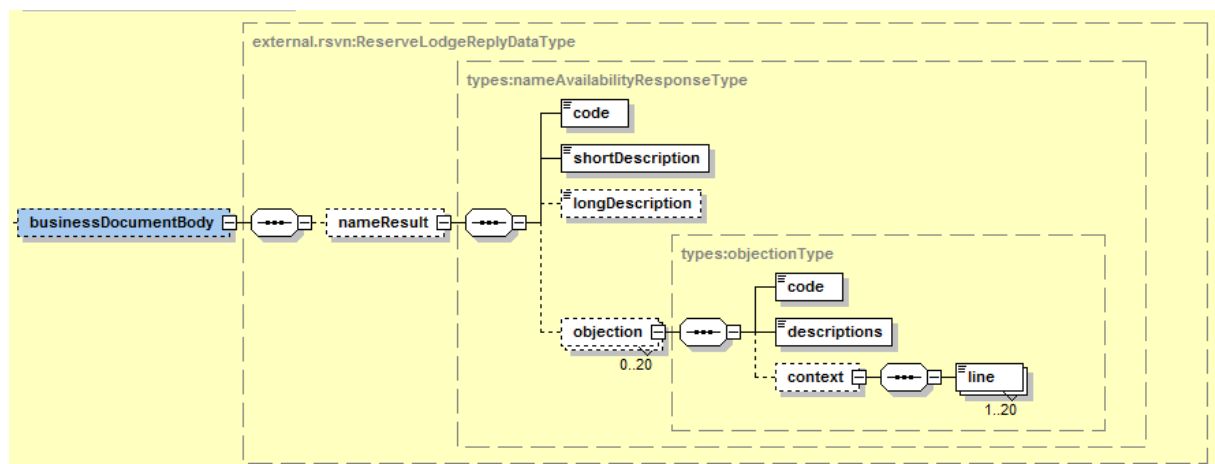 external.rsvn:ReserveLodgeReplyDataType
types:nameAvailabilityResponseType
code
shortDescription
longDescription
businessDocumentBody
nameResult
types:objectionType
code
objection
descriptions
0..20
context
line
1..20